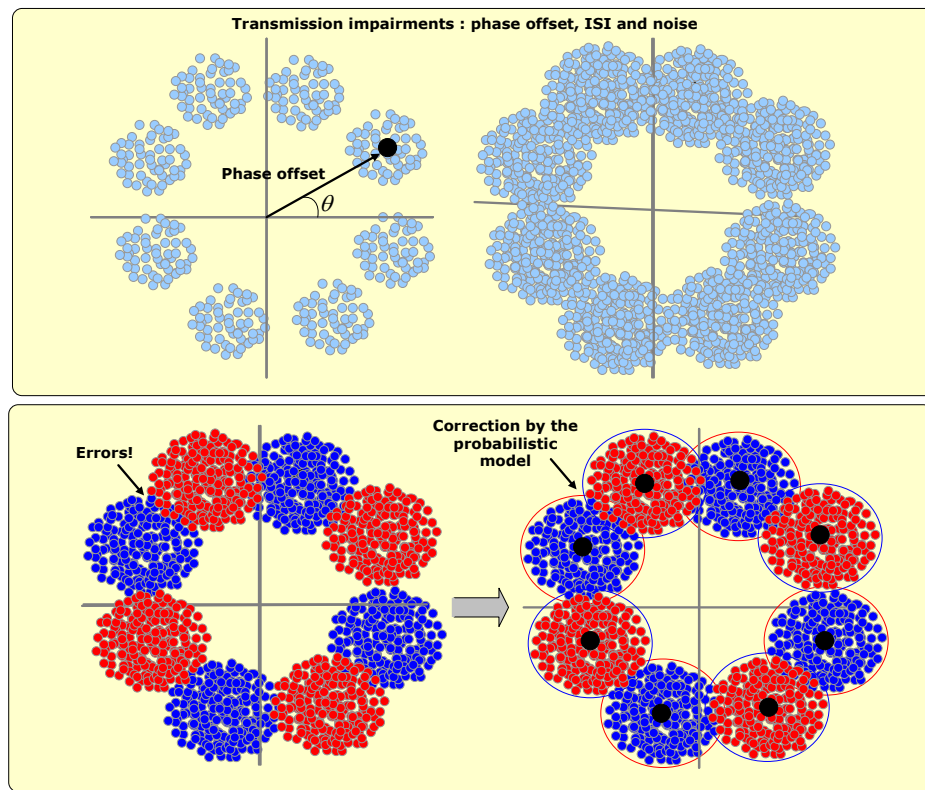 Transmission impairments : phase offset, ISI and noise
Phase offset
θ
Errors!
Correction by the
probabilistic
model